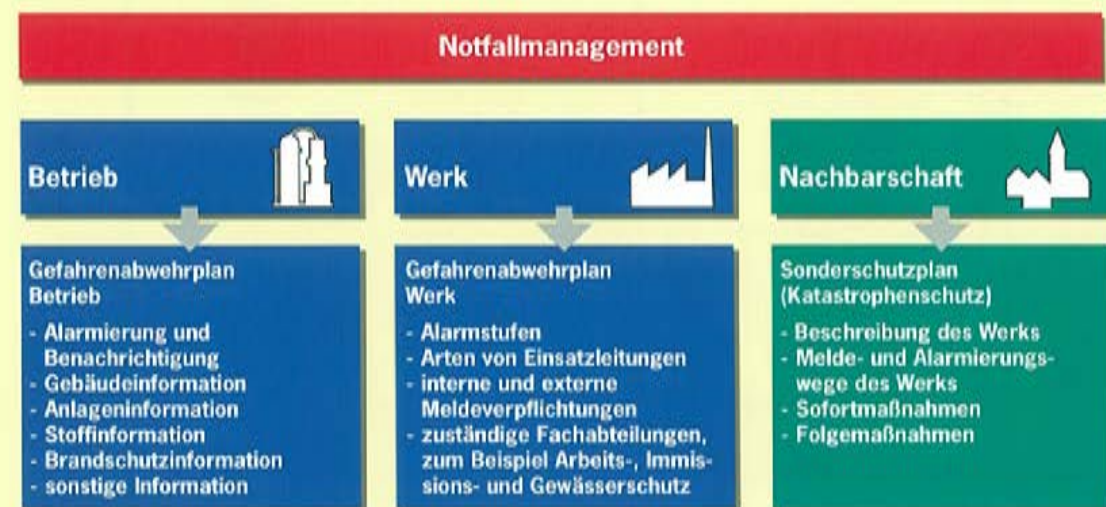 Notfallmanagement
Betrieb
Gefahrenabwehrplan
Betrieb
- Alarmierung und
Benachrichtigung
- Gebäudeinformation
- Anlageninformation
- Stoffinformation
- Brandschutzinformation
- sonstige Information
Werk
Gefahrenabwehrplan
Werk
- Alarmstufen
- Arten von Einsatzleitungen
- interne und externe
Meldeverpflichtungen
- zuständige Fachabteilungen,
zum Beispiel Arbeits-, Immis-
sions- und Gewässerschutz
Nachbarschaft
Sonderschutzplan
(Katastrophenschutz)
- Beschreibung des Werks
- Melde- und Alarmierungs-
wege des Werks
- Sofortmaßnahmen
- Folgemaßnahmen